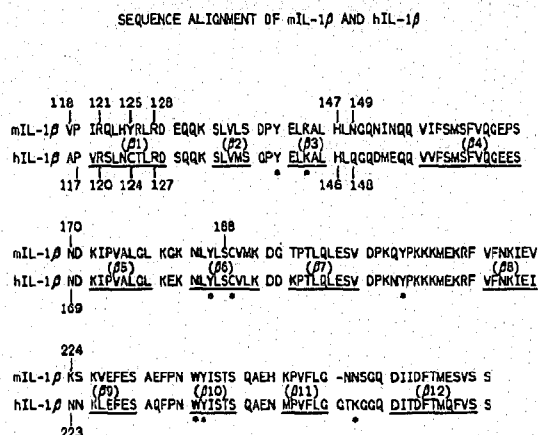 SEQUENCE ALIGNMENT OF mIL-1β AND hIL-1β
118 121 125 128 147 149
mIL-1β VP IRQLHYRLRD EQQK SLVLS DPY ELKAL HLNGQNINQQ VIFSMSFVQGEPS
(β1) (β2) (β3) (β4)
hIL-1β AP VRSLNCTLRD SQQK SLVMS GPY ELKAL HLQGQDMEQQ VVFSMSFVQGEES
* *
117 120 124 127 146 148
170 188
mIL-1β ND KIPVALGL KGK NLYLSCVMK DG TPTLQLESV DPKQYPKKKMEKRF VFNKIEV
(β5) (β6) (β7) (β8)
hIL-1β ND KIPVALGL KEK NLYLSCVLK DD KPTLQLESV DPKNYPKKKMEKRF VFNKIEI
* * *
169
224
mIL-1β KS KVEFES AEFPN WYISTS QAEH KPVFLG -NNSGQ DIIDFTMESVS S
(β9) (β10) (β11) (β12)
hIL-1β NN KLEFES AQFPN WYISTS QAEN MPVFLG GTKGGQ DITDFTMQFVS S
** *
223